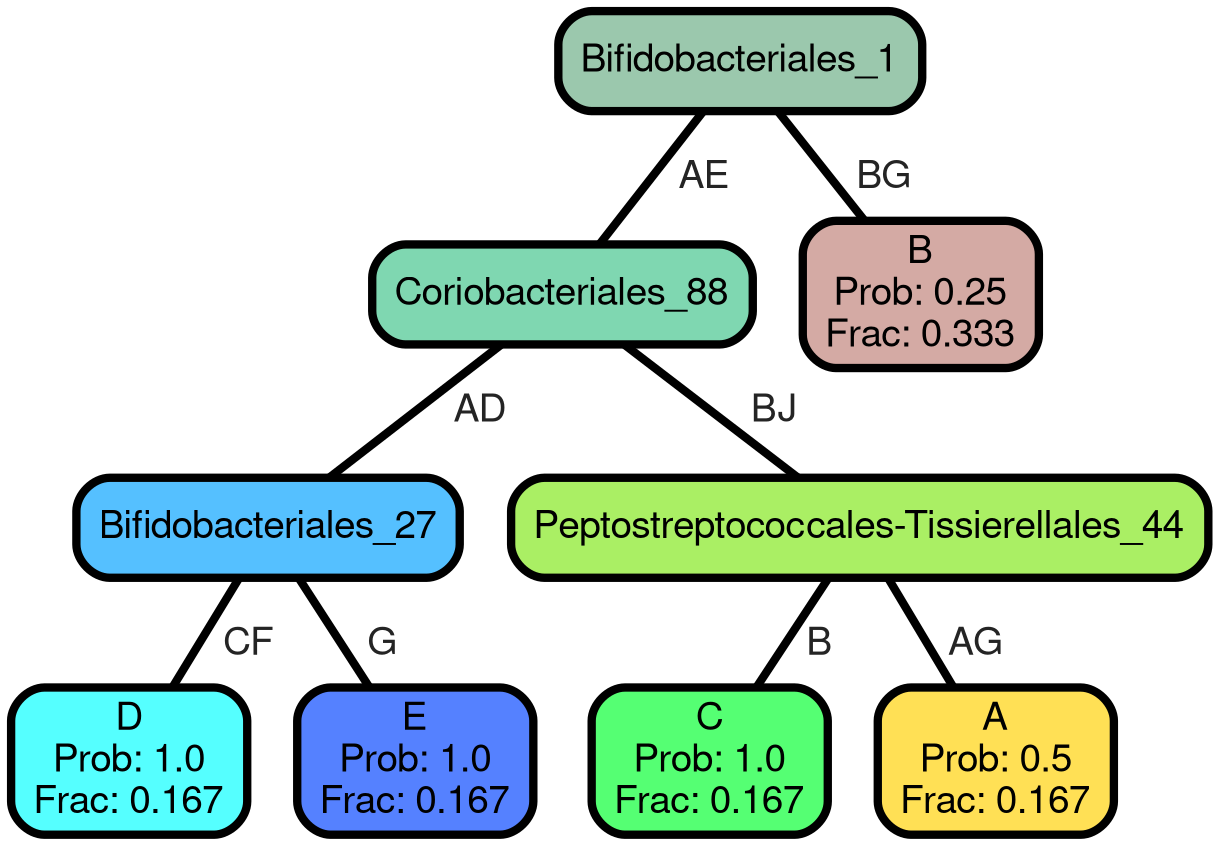 Bifidobacteriales_1
AE
BG
B
Prob: 0.25
Frac: 0.333
Coriobacteriales_88
AD
BJ
Bifidobacteriales_27
Peptostreptococcales-Tissierellales_44
CF
G
B
AG
D
Prob: 1.0
Frac: 0.167
E
Prob: 1.0
Frac: 0.167
C
Prob: 1.0
Frac: 0.167
A
Prob: 0.5
Frac: 0.167